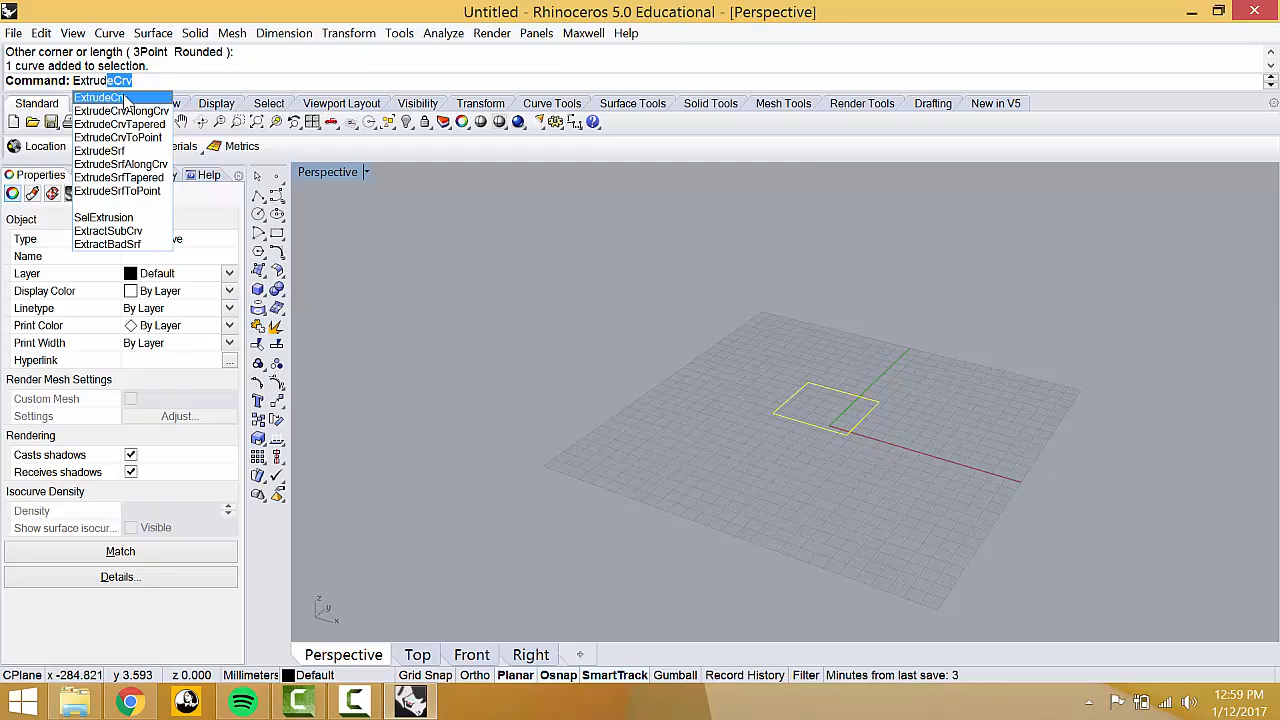 Untitled - Rhinoceros 5.0 Educational - [Perspective]
File Edit View Curve Surface Solid Mesh Dimension Transform Tools Analyze Render Panels Maxwell Help
Other corner or length ( 3Point Rounded ):
1 curve added to selection.
Command: ExtrudeCrv
Standard Display Select Viewport Layout Visibility Transform Curve Tools Surface Tools Solid Tools Mesh Tools Drafting New in V5
ExtrudeCrv
ExtrudeCrvAlongCrv
ExtrudeCrvTapered
ExtrudeCrvToPoint
ExtrudeSrf
ExtrudeSrfAlongCrv
ExtrudeSrfTapered
ExtrudeSrfToPoint
SelExtrusion
ExtractSubCrv
ExtractBadSrf
Location Metrics
Properties Help
Perspective
Object
Type
Name
Layer Default
Display Color By Layer
Linetype By Layer
Print Color By Layer
Print Width By Layer
Hyperlink ...
Render Mesh Settings
Custom Mesh
Settings Adjust...
Rendering
Casts shadows
Receives shadows
Isocurve Density
Density
Show surface isocur... Visible
Match
Details...
z
y
x
Perspective Top Front Right
CPlane x -284.821 y 3.593 z 0.000 Millimeters Default Grid Snap Ortho Planar Osnap SmartTrack Gumball Record History Filter Minutes from last save: 3
12:59 PM
1/12/2017